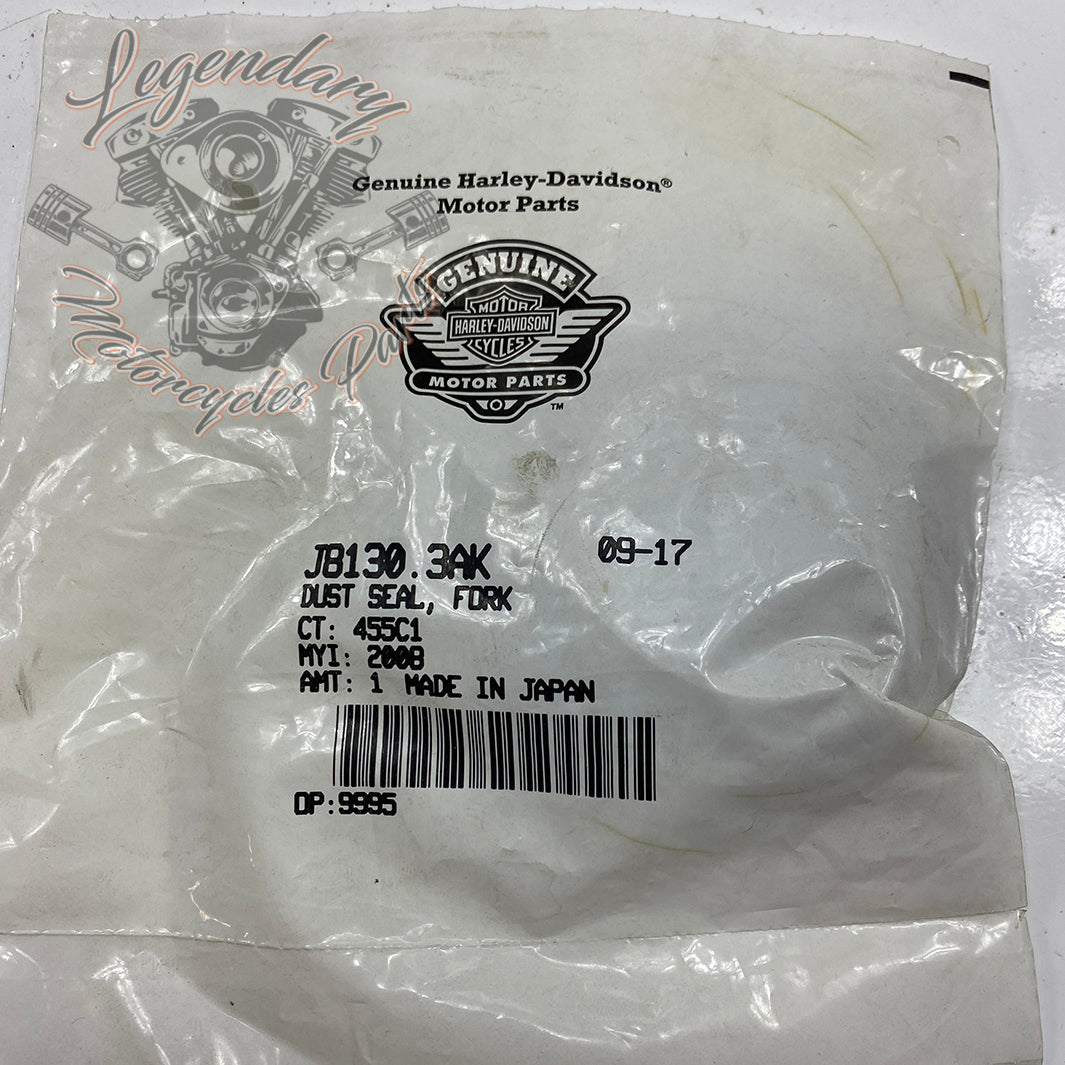 Legendary
Motorcycles Parts
Genuine Harley-Davidson®
Motor Parts
GENUINE
MOTOR
HARLEY-DAVIDSON
CYCLES
MOTOR PARTS
TM
JB130.3AK 09-17
DUST SEAL, FORK
CT: 455C1
MYI: 2008
AMT: 1 MADE IN JAPAN
OP:9995